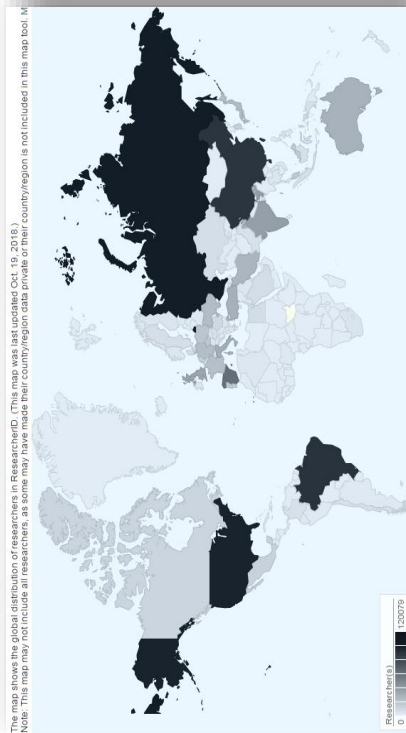 The map shows the global distribution of researchers in ResearcherID. (This map was last updated Oct. 19, 2018.)
Note: This map may not include all researchers, as some may have made their country/region data private or their country/region is not included in this map tool. M
Researcher(s)
0 120079